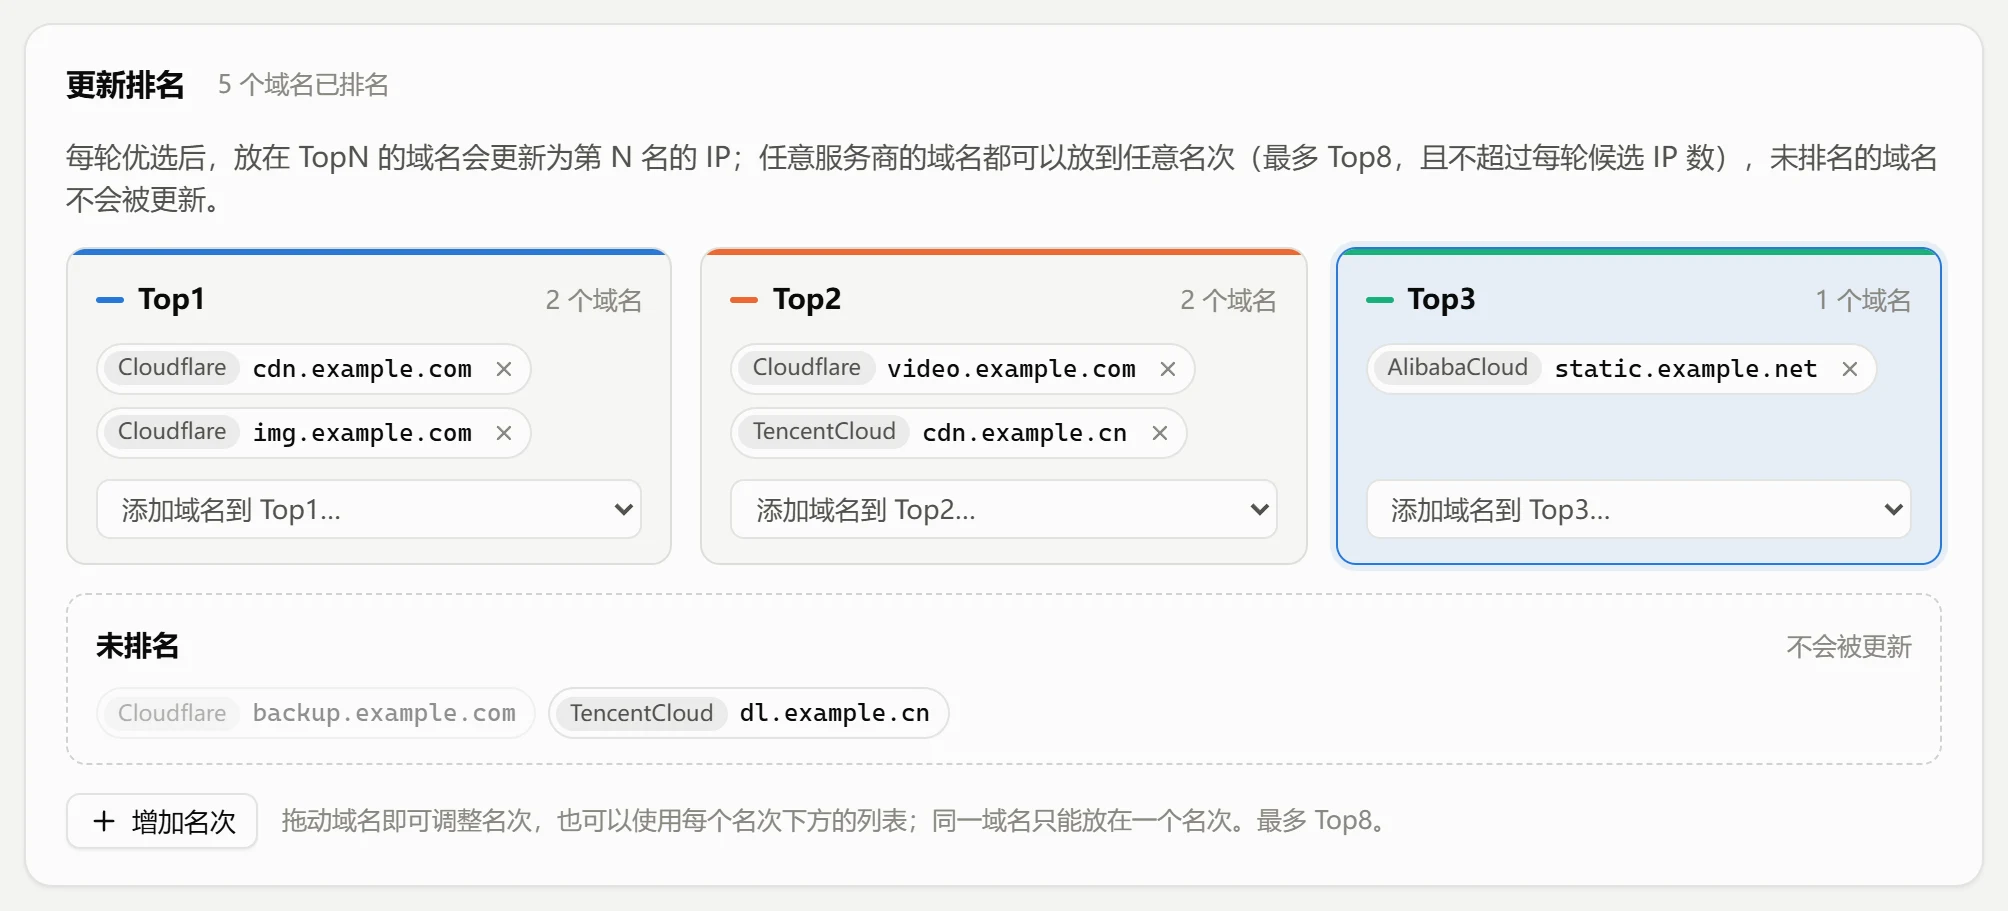 更新排名 5 个域名已排名
每轮优选后，放在 TopN 的域名会更新为第 N 名的 IP；任意服务商的域名都可以放到任意名次（最多 Top8，且不超过每轮候选 IP 数），未排名的域名
不会被更新。
Top1 2 个域名
Cloudflare cdn.example.com ×
Cloudflare img.example.com ×
添加域名到 Top1...
Top2 2 个域名
Cloudflare video.example.com ×
TencentCloud cdn.example.cn ×
添加域名到 Top2...
Top3 1 个域名
AlibabaCloud static.example.net ×
添加域名到 Top3...
未排名 不会被更新
Cloudflare backup.example.com TencentCloud dl.example.cn
+ 增加名次 拖动域名即可调整名次，也可以使用每个名次下方的列表；同一域名只能放在一个名次。最多 Top8。